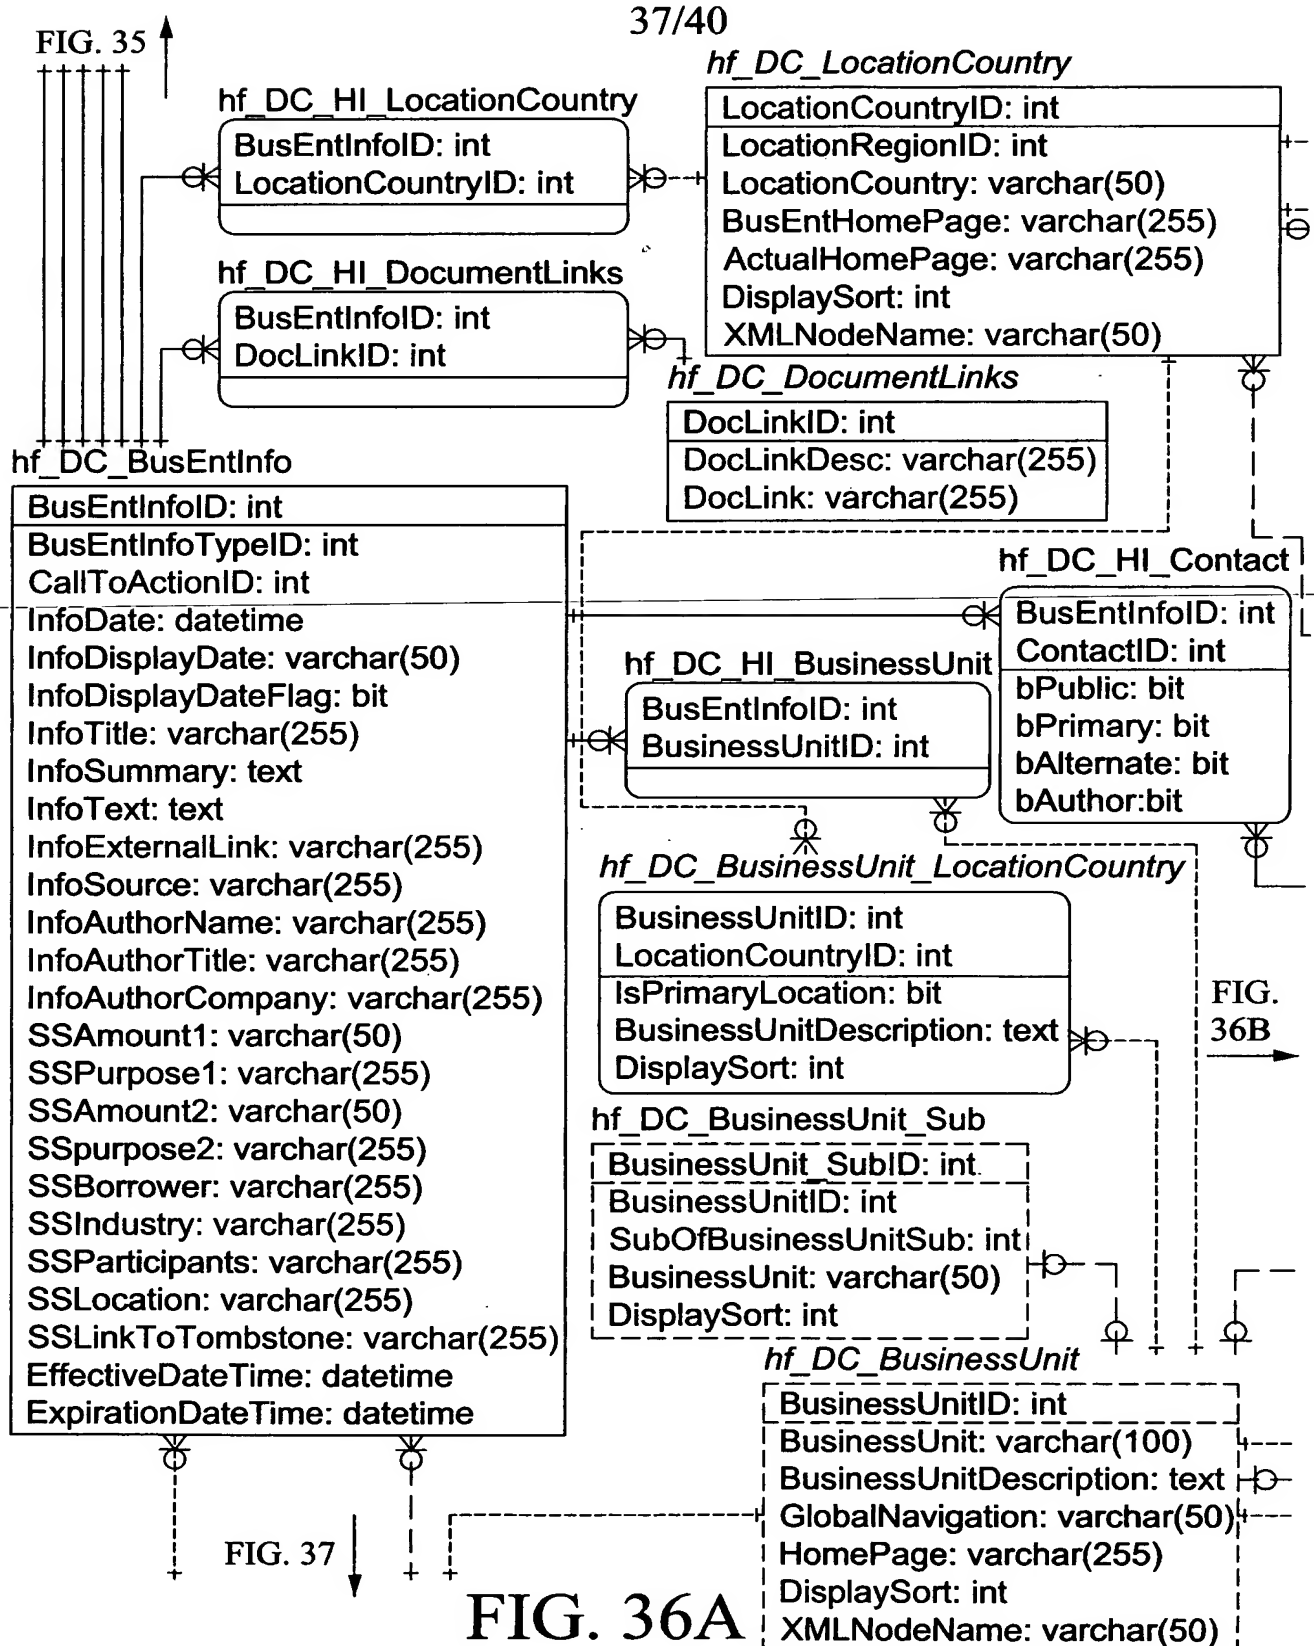 37/40
FIG. 35
hf_DC_HI_LocationCountry
BusEntInfoID: int
LocationCountryID: int
hf_DC_LocationCountry
LocationCountryID: int
LocationRegionID: int
LocationCountry: varchar(50)
BusEntHomePage: varchar(255)
ActualHomePage: varchar(255)
DisplaySort: int
XMLNodeName: varchar(50)
hf_DC_HI_DocumentLinks
BusEntInfoID: int
DocLinkID: int
hf_DC_DocumentLinks
DocLinkID: int
DocLinkDesc: varchar(255)
DocLink: varchar(255)
hf_DC_BusEntInfo
BusEntInfoID: int
BusEntInfoTypeID: int
CallToActionID: int
InfoDate: datetime
InfoDisplayDate: varchar(50)
InfoDisplayDateFlag: bit
InfoTitle: varchar(255)
InfoSummary: text
InfoText: text
InfoExternalLink: varchar(255)
InfoSource: varchar(255)
InfoAuthorName: varchar(255)
InfoAuthorTitle: varchar(255)
InfoAuthorCompany: varchar(255)
SSAmount1: varchar(50)
SSPurpose1: varchar(255)
SSAmount2: varchar(50)
SSpurpose2: varchar(255)
SSBorrower: varchar(255)
SSIndustry: varchar(255)
SSParticipants: varchar(255)
SSLocation: varchar(255)
SSLinkToTombstone: varchar(255)
EffectiveDateTime: datetime
ExpirationDateTime: datetime
hf_DC_HI_Contact
BusEntInfoID: int
ContactID: int
bPublic: bit
bPrimary: bit
bAlternate: bit
bAuthor:bit
hf_DC_HI_BusinessUnit
BusEntInfoID: int
BusinessUnitID: int
hf_DC_BusinessUnit_LocationCountry
BusinessUnitID: int
LocationCountryID: int
IsPrimaryLocation: bit
BusinessUnitDescription: text
DisplaySort: int
FIG.
36B
hf_DC_BusinessUnit_Sub
BusinessUnit_SubID: int
BusinessUnitID: int
SubOfBusinessUnitSub: int
BusinessUnit: varchar(50)
DisplaySort: int
hf_DC_BusinessUnit
BusinessUnitID: int
BusinessUnit: varchar(100)
BusinessUnitDescription: text
GlobalNavigation: varchar(50)
HomePage: varchar(255)
DisplaySort: int
XMLNodeName: varchar(50)
FIG. 37
FIG. 36A